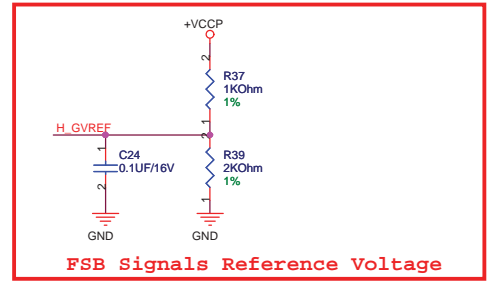 +VCCP
2
R37
1KOhm
1%
1
H_GVREF
2
1
C24
0.1UF/16V
2
R39
2KOhm
1%
1
GND
GND
FSB Signals Reference Voltage